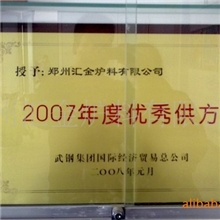 授予:郑州汇金炉料有限公司
2007年度优秀供方
武钢集团国际经济贸易总公司
二〇〇八年元月
alibaba